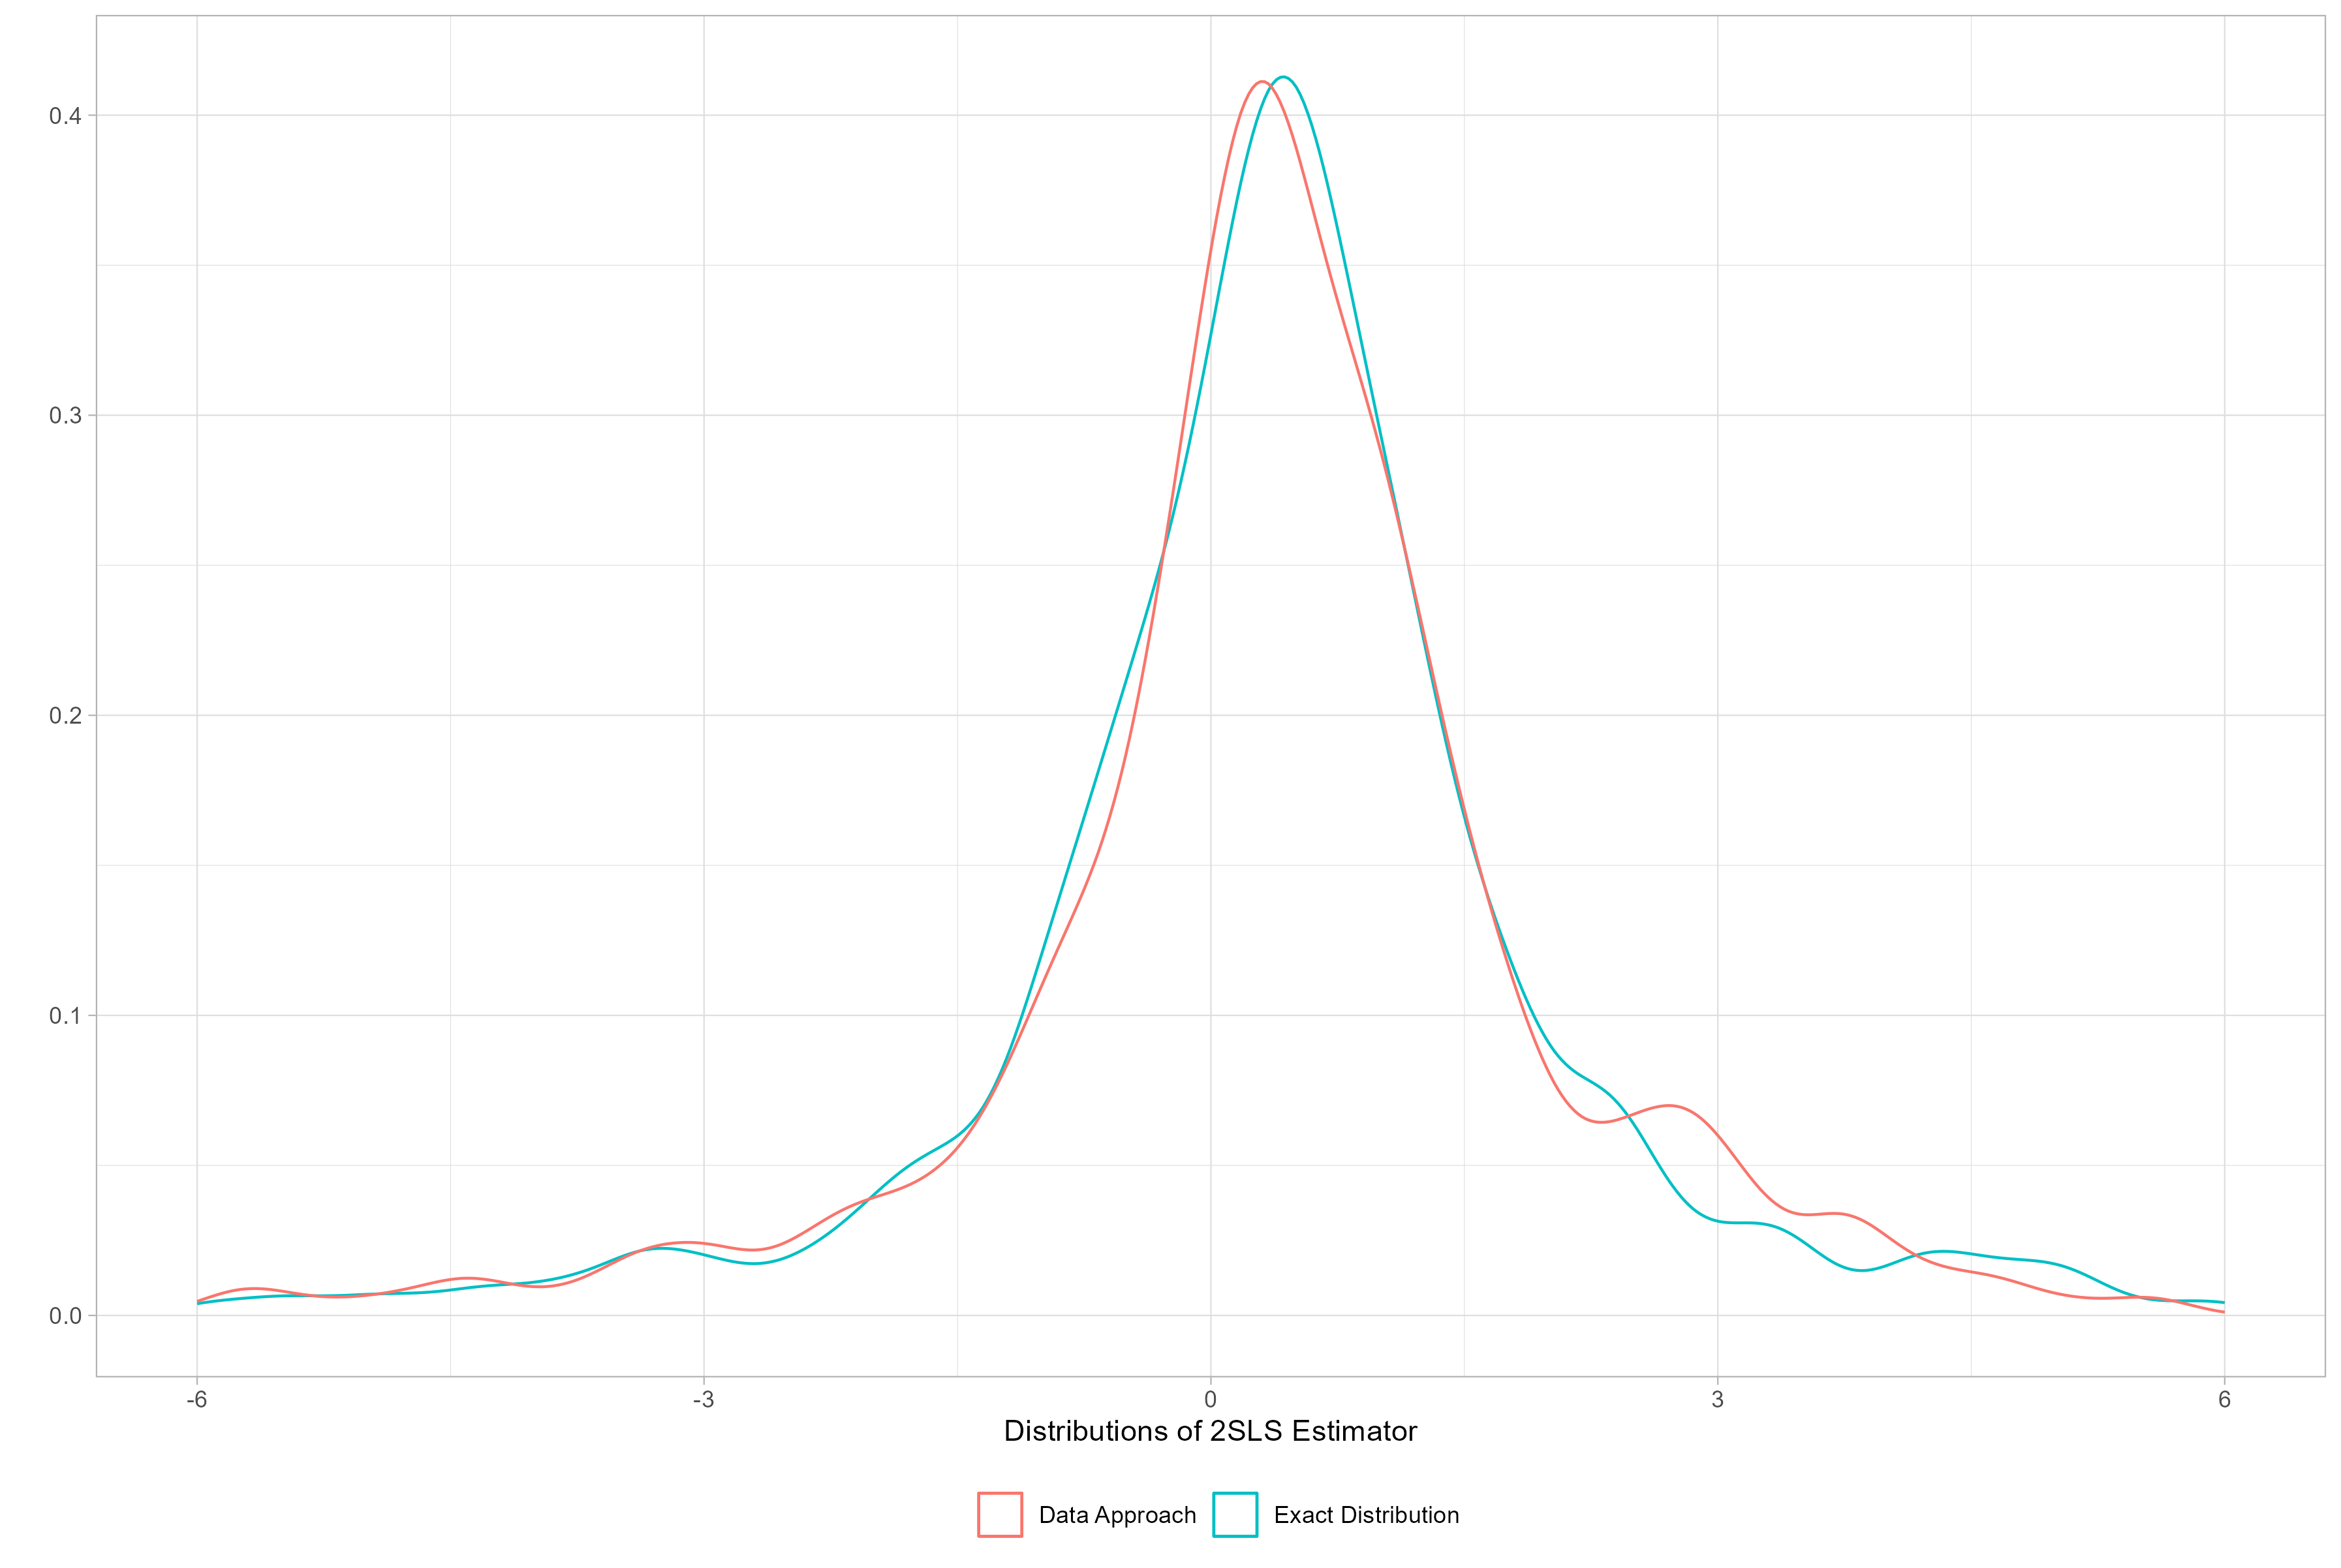 0.4
0.3
0.2
0.1
0.0
-6 -3 0 3 6
Distributions of 2SLS Estimator
Data Approach Exact Distribution